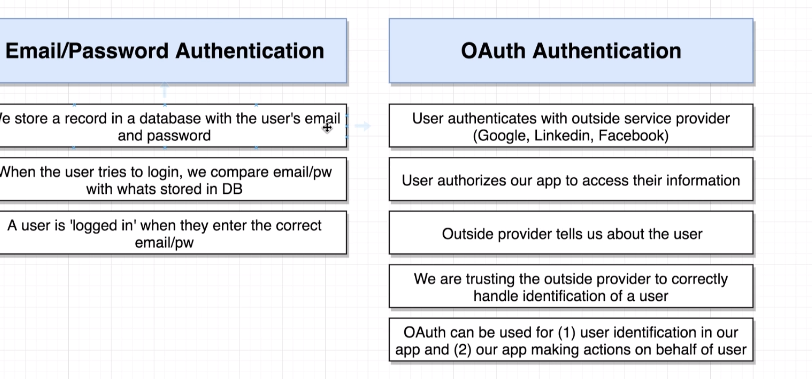 Email/Password Authentication
store a record in a database with the user's email
and password
When the user tries to login, we compare email/pw
with whats stored in DB
A user is 'logged in' when they enter the correct
email/pw
OAuth Authentication
User authenticates with outside service provider
(Google, Linkedin, Facebook)
User authorizes our app to access their information
Outside provider tells us about the user
We are trusting the outside provider to correctly
handle identification of a user
OAuth can be used for (1) user identification in our
app and (2) our app making actions on behalf of user